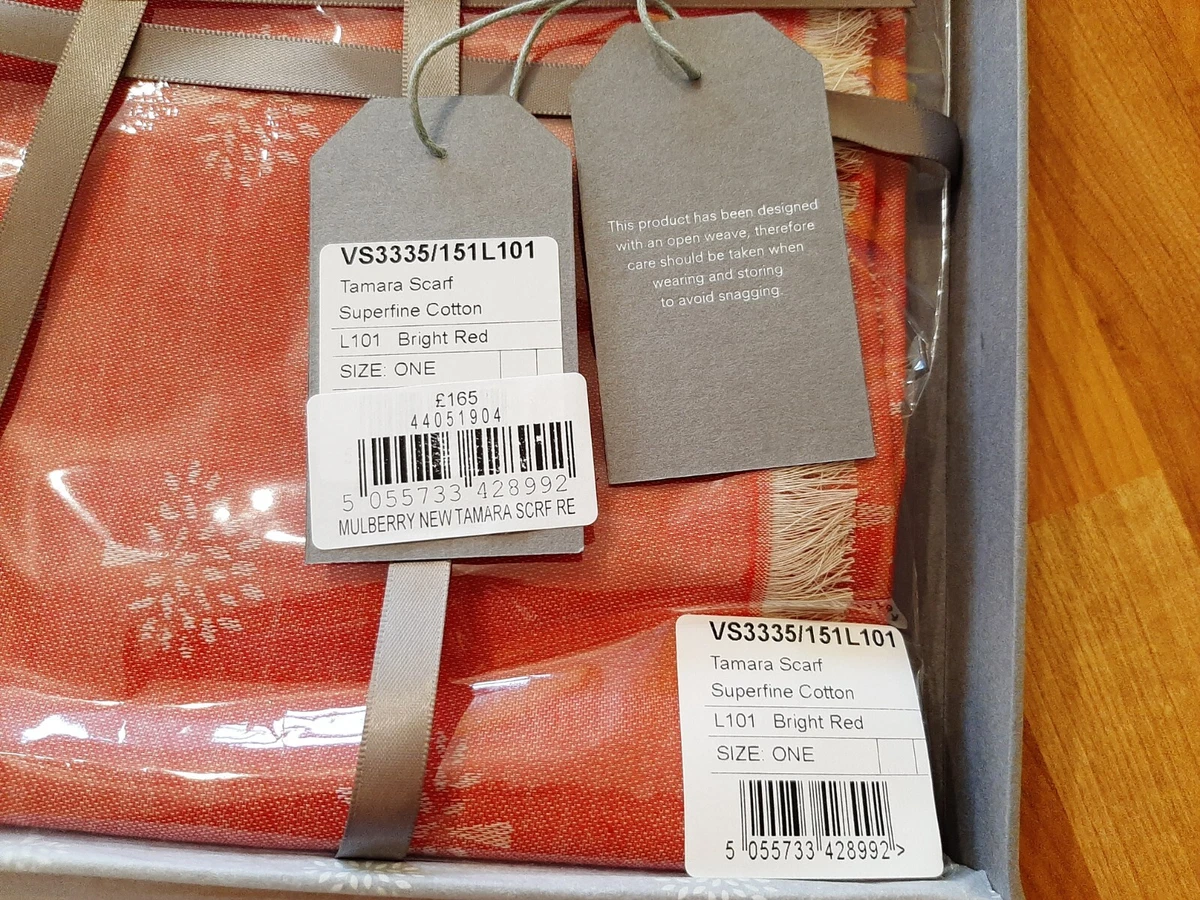 VS3335/151L101
Tamara Scarf
Superfine Cotton
L101 Bright Red
SIZE: ONE
£165
44051904
5 055733 428992
MULBERRY NEW TAMARA SCRF RE
This product has been designed
with an open weave, therefore
care should be taken when
wearing and storing
to avoid snagging.
VS3335/151L101
Tamara Scarf
Superfine Cotton
L101 Bright Red
SIZE: ONE
5 055733 428992 >